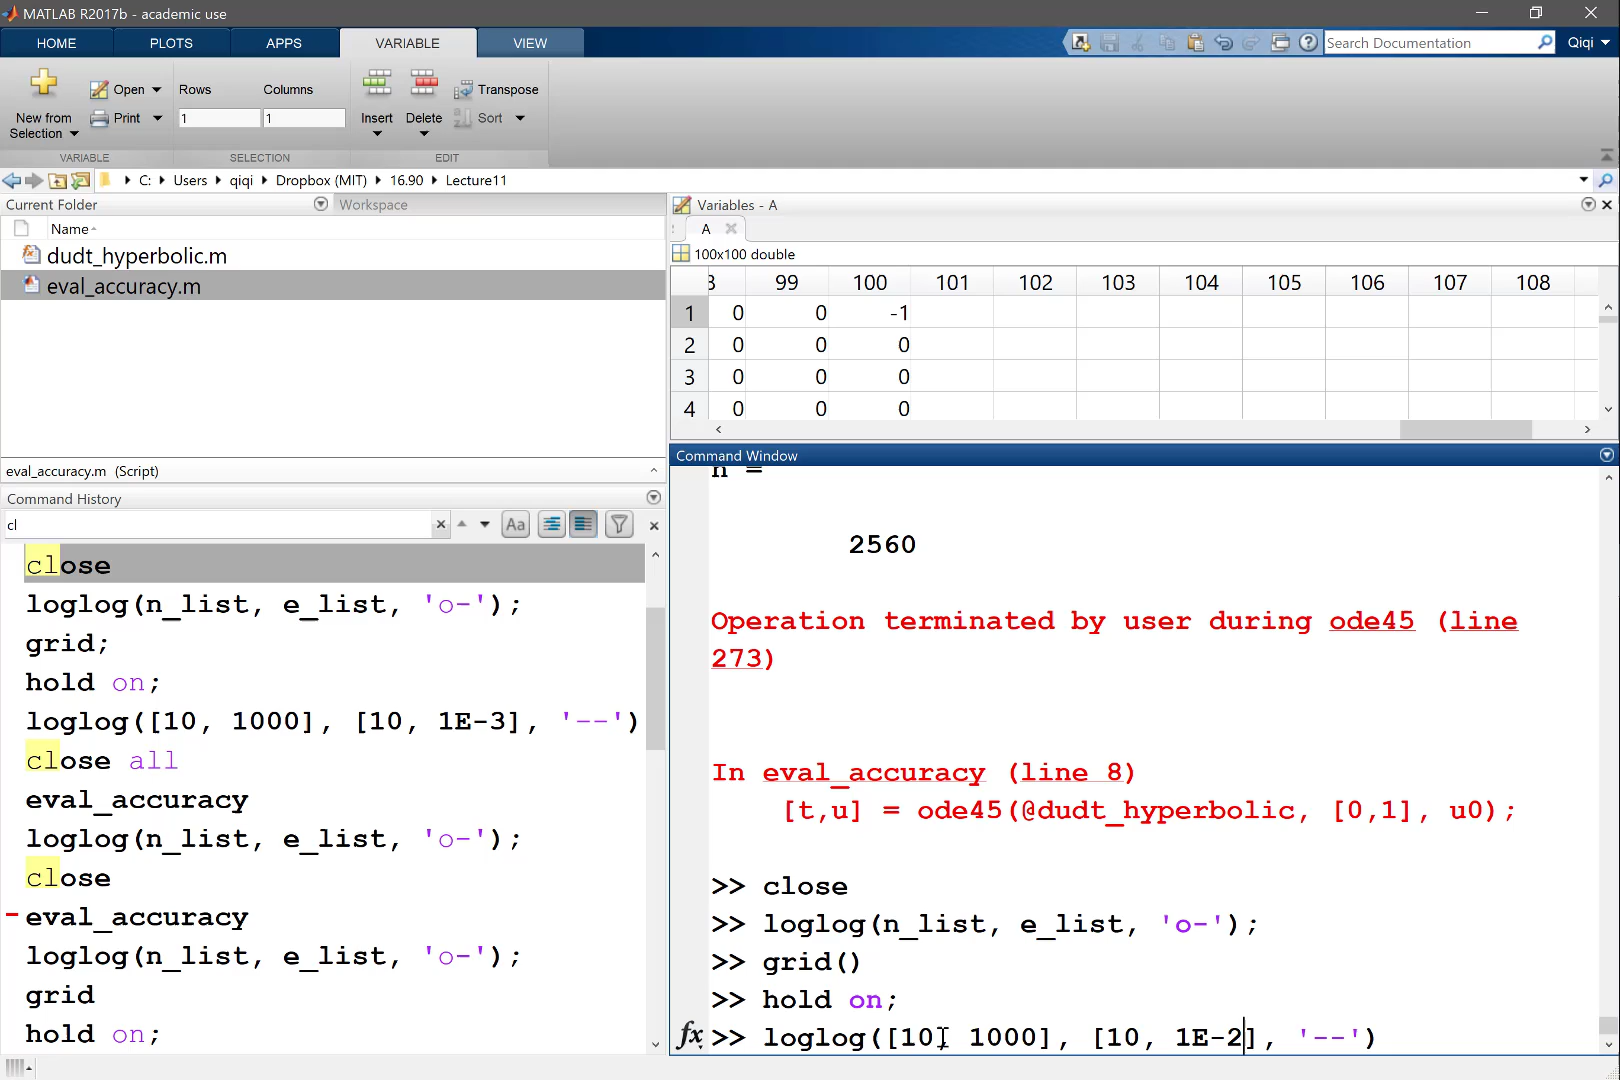 MATLAB R2017b - academic use
HOME PLOTS APPS VARIABLE VIEW
Search Documentation
Qiqi
New from Selection
Open
Print
Rows Columns
1 1
Insert
Delete
Transpose
Sort
VARIABLE SELECTION EDIT
C: Users qiqi Dropbox (MIT) 16.90 Lecture11
Current Folder Workspace
Name
dudt_hyperbolic.m
eval_accuracy.m
eval_accuracy.m (Script)
Command History
cl
Aa
close
loglog(n_list, e_list, 'o-');
grid;
hold on;
loglog([10, 1000], [10, 1E-3], '--')
close all
eval_accuracy
loglog(n_list, e_list, 'o-');
close
eval_accuracy
loglog(n_list, e_list, 'o-');
grid
hold on;
Variables - A
A
100x100 double
99 100 101 102 103 104 105 106 107 108
1 0 0 -1
2 0 0 0
3 0 0 0
4 0 0 0
Command Window
n =
2560
Operation terminated by user during ode45 (line
273)
In eval_accuracy (line 8)
[t,u] = ode45(@dudt_hyperbolic, [0,1], u0);
>> close
>> loglog(n_list, e_list, 'o-');
>> grid()
>> hold on;
fx >> loglog([10, 1000], [10, 1E-2], '--')